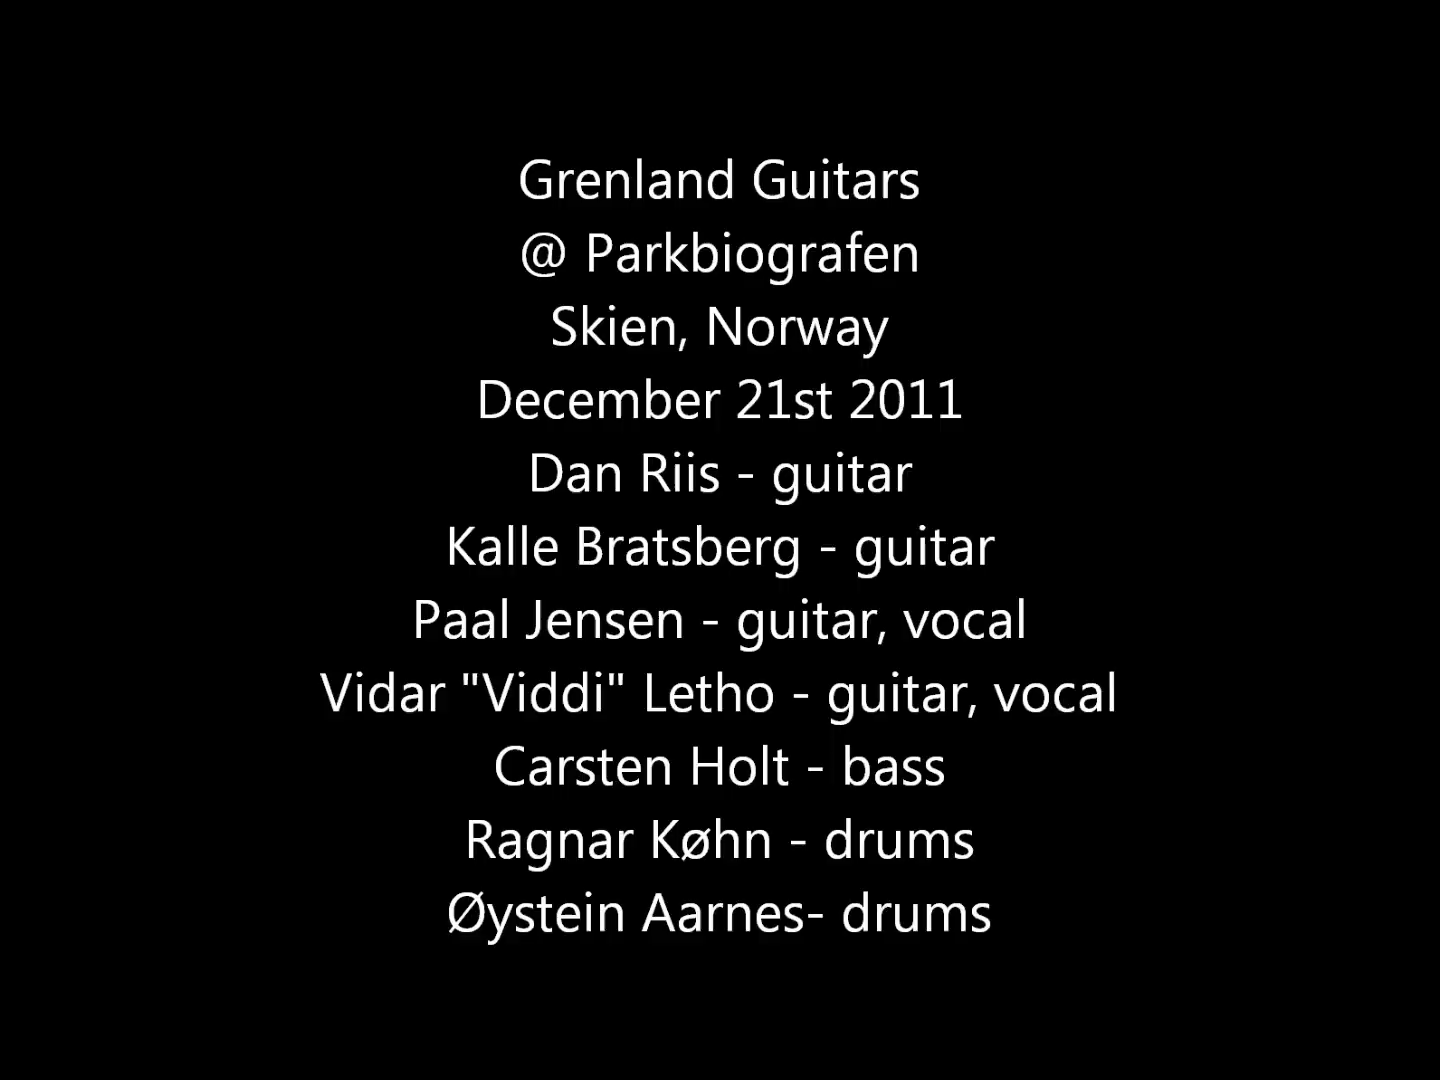 Grenland Guitars
@ Parkbiografen
Skien, Norway
December 21st 2011
Dan Riis - guitar
Kalle Bratsberg - guitar
Paal Jensen - guitar, vocal
Vidar "Viddi" Letho - guitar, vocal
Carsten Holt - bass
Ragnar Køhn - drums
Øystein Aarnes- drums